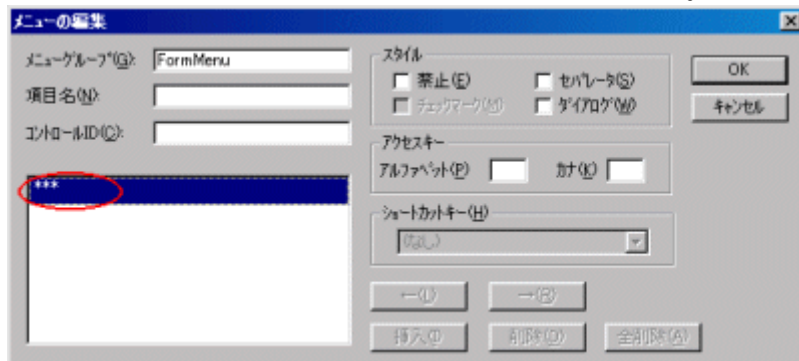 メニューの編集
メニューグループ(G): FormMenu
項目名(N):
コントロールID(C):
***
スタイル
禁止(E)
セパレータ(S)
チェックマーク(M)
ダイアログ(W)
アクセスキー
アルファベット(P)
カナ(K)
ショートカットキー(H)
(なし)
←(L)
→(R)
挿入(I)
削除(D)
全削除(A)
OK
キャンセル